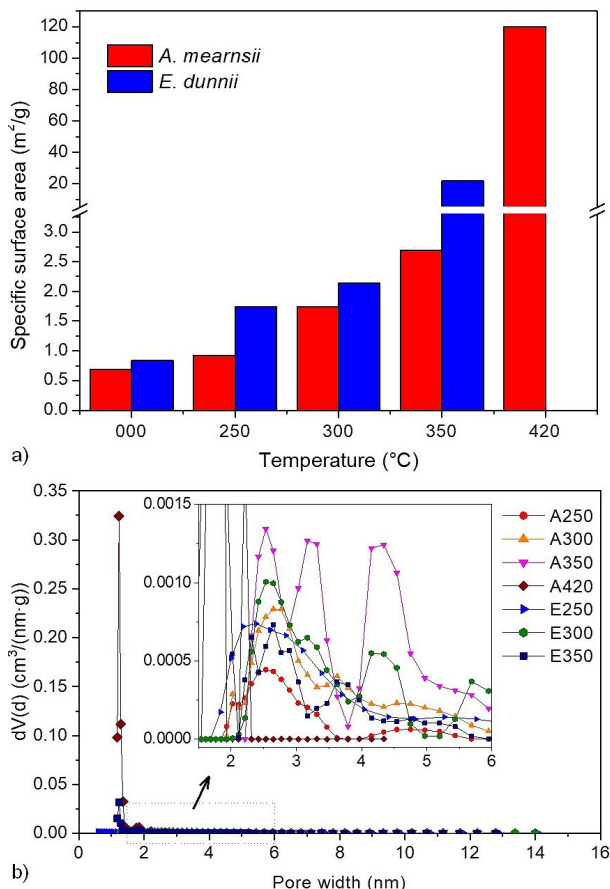 120
100
80
60
40
20
3.0
2.5
2.0
1.5
1.0
0.5
0.0
Specific surface area (m²/g)
A. mearnsii
E. dunnii
000 250 300 350 420
Temperature (°C)
a)
0.35
0.30
0.25
0.20
0.15
0.10
0.05
0.00
dV(d) (cm³/(nm·g))
0.0015
0.0010
0.0005
0.0000
2 3 4 5 6
A250
A300
A350
A420
E250
E300
E350
0 2 4 6 8 10 12 14 16
Pore width (nm)
b)